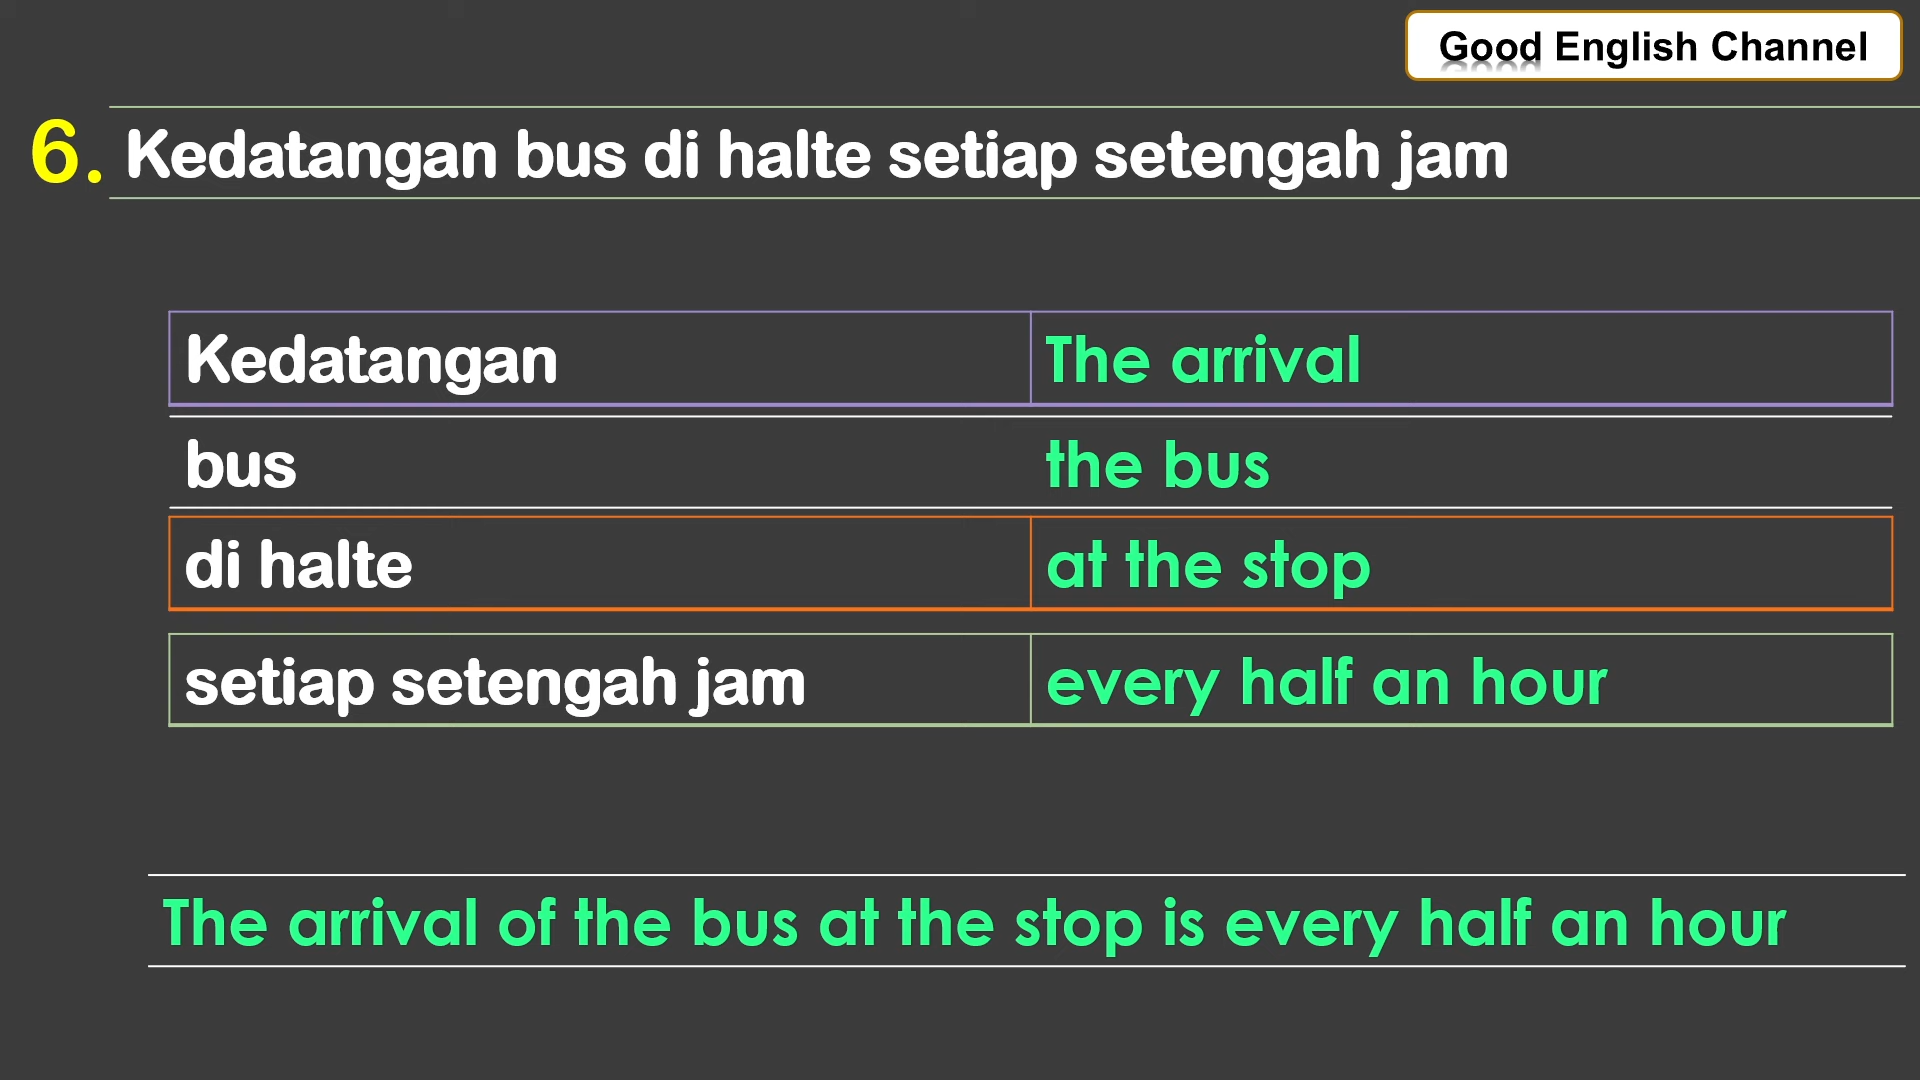 Good English Channel
6. Kedatangan bus di halte setiap setengah jam
Kedatangan The arrival
bus the bus
di halte at the stop
setiap setengah jam every half an hour
The arrival of the bus at the stop is every half an hour